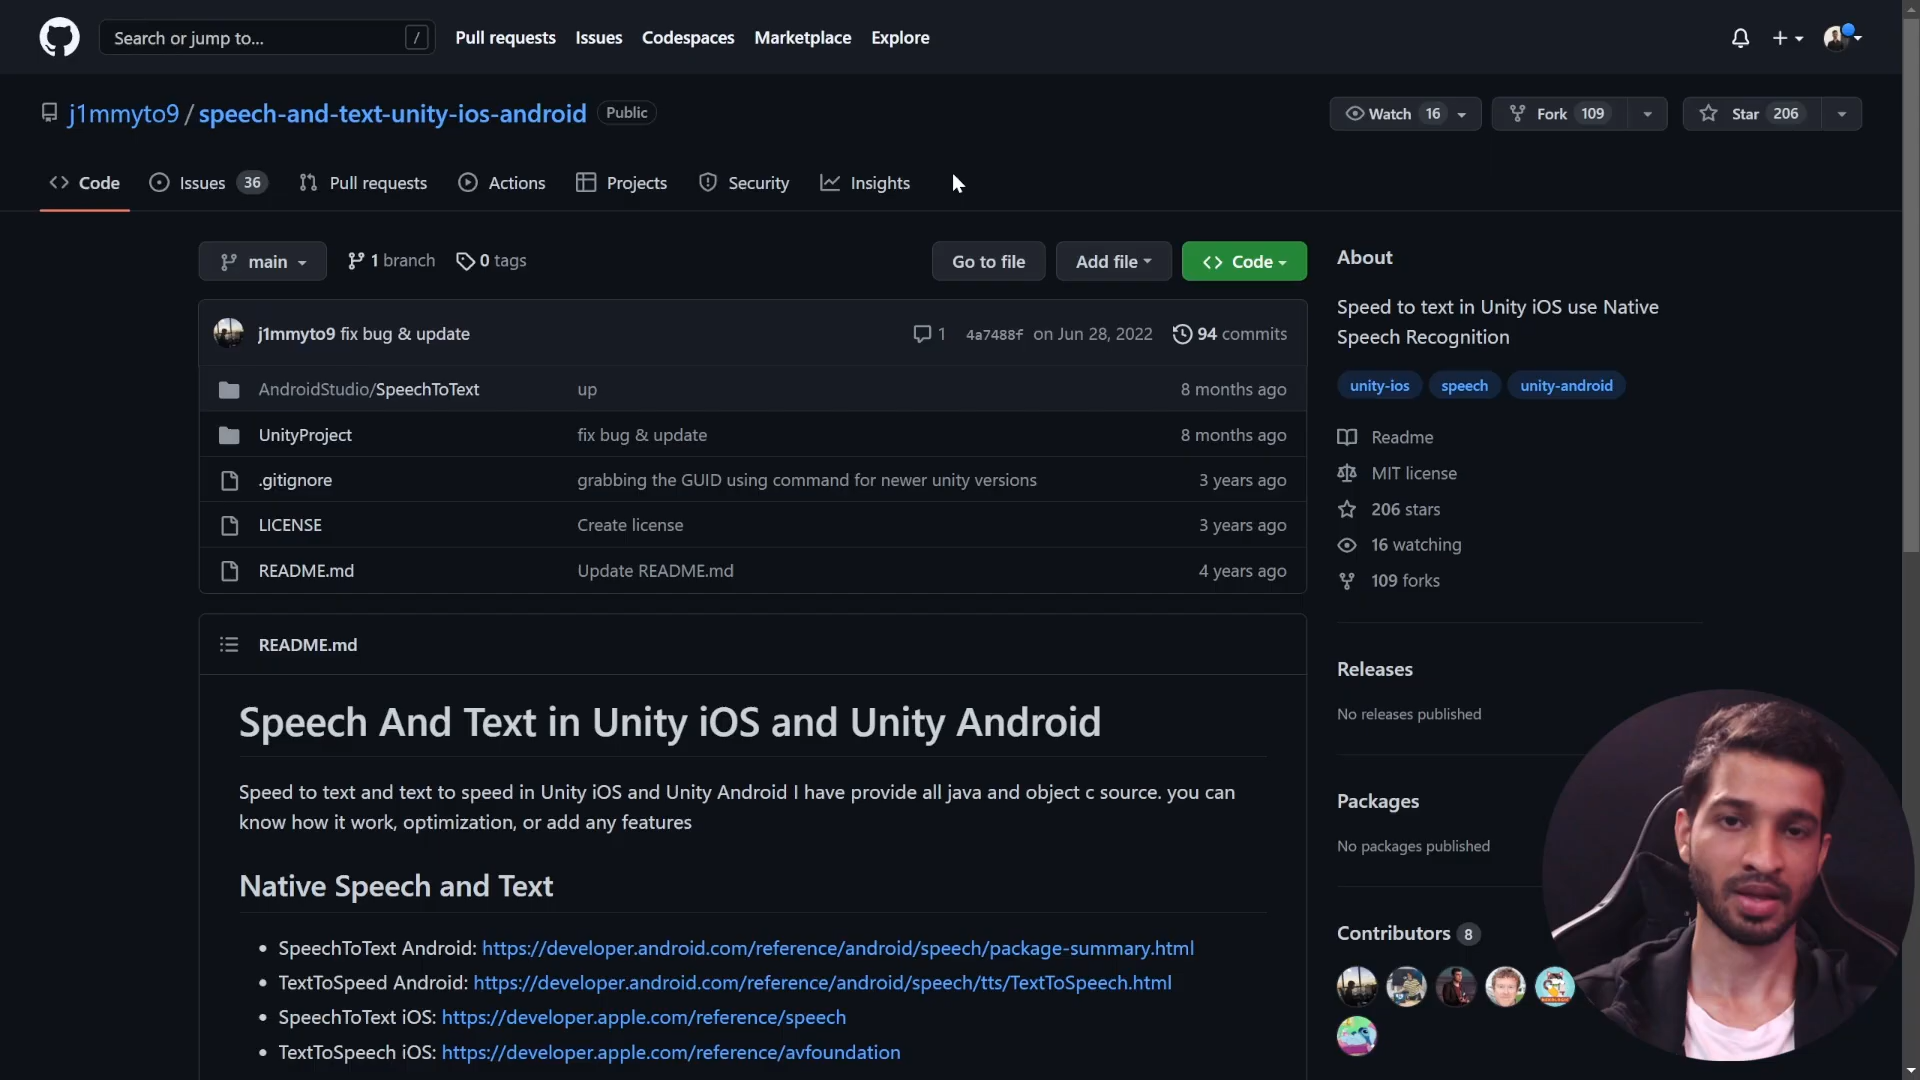 Search or jump to... /
Pull requests Issues Codespaces Marketplace Explore
j1mmyto9 / speech-and-text-unity-ios-android Public
Watch 16 Fork 109 Star 206
Code Issues 36 Pull requests Actions Projects Security Insights
main 1 branch 0 tags Go to file Add file Code
j1mmyto9 fix bug & update 1 4a7488f on Jun 28, 2022 94 commits
AndroidStudio/SpeechToText up 8 months ago
UnityProject fix bug & update 8 months ago
.gitignore grabbing the GUID using command for newer unity versions 3 years ago
LICENSE Create license 3 years ago
README.md Update README.md 4 years ago
README.md
Speech And Text in Unity iOS and Unity Android
Speed to text and text to speed in Unity iOS and Unity Android I have provide all java and object c source. you can
know how it work, optimization, or add any features
Native Speech and Text
SpeechToText Android: https://developer.android.com/reference/android/speech/package-summary.html
TextToSpeed Android: https://developer.android.com/reference/android/speech/tts/TextToSpeech.html
SpeechToText iOS: https://developer.apple.com/reference/speech
TextToSpeech iOS: https://developer.apple.com/reference/avfoundation
About
Speed to text in Unity iOS use Native
Speech Recognition
unity-ios speech unity-android
Readme
MIT license
206 stars
16 watching
109 forks
Releases
No releases published
Packages
No packages published
Contributors 8